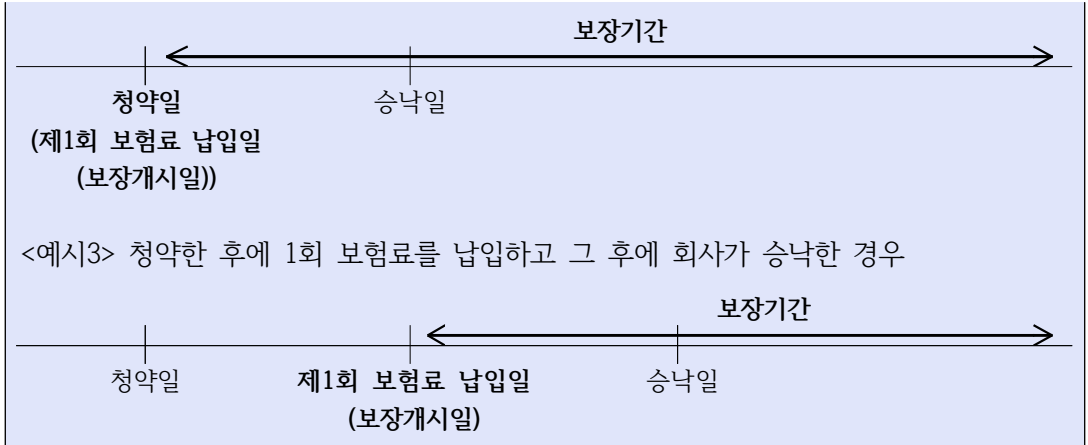 보장기간
청약일 승낙일
(제1회 보험료 납입일
(보장개시일))
<예시3> 청약한 후에 1회 보험료를 납입하고 그 후에 회사가 승낙한 경우
보장기간
청약일 제1회 보험료 납입일 승낙일
(보장개시일)